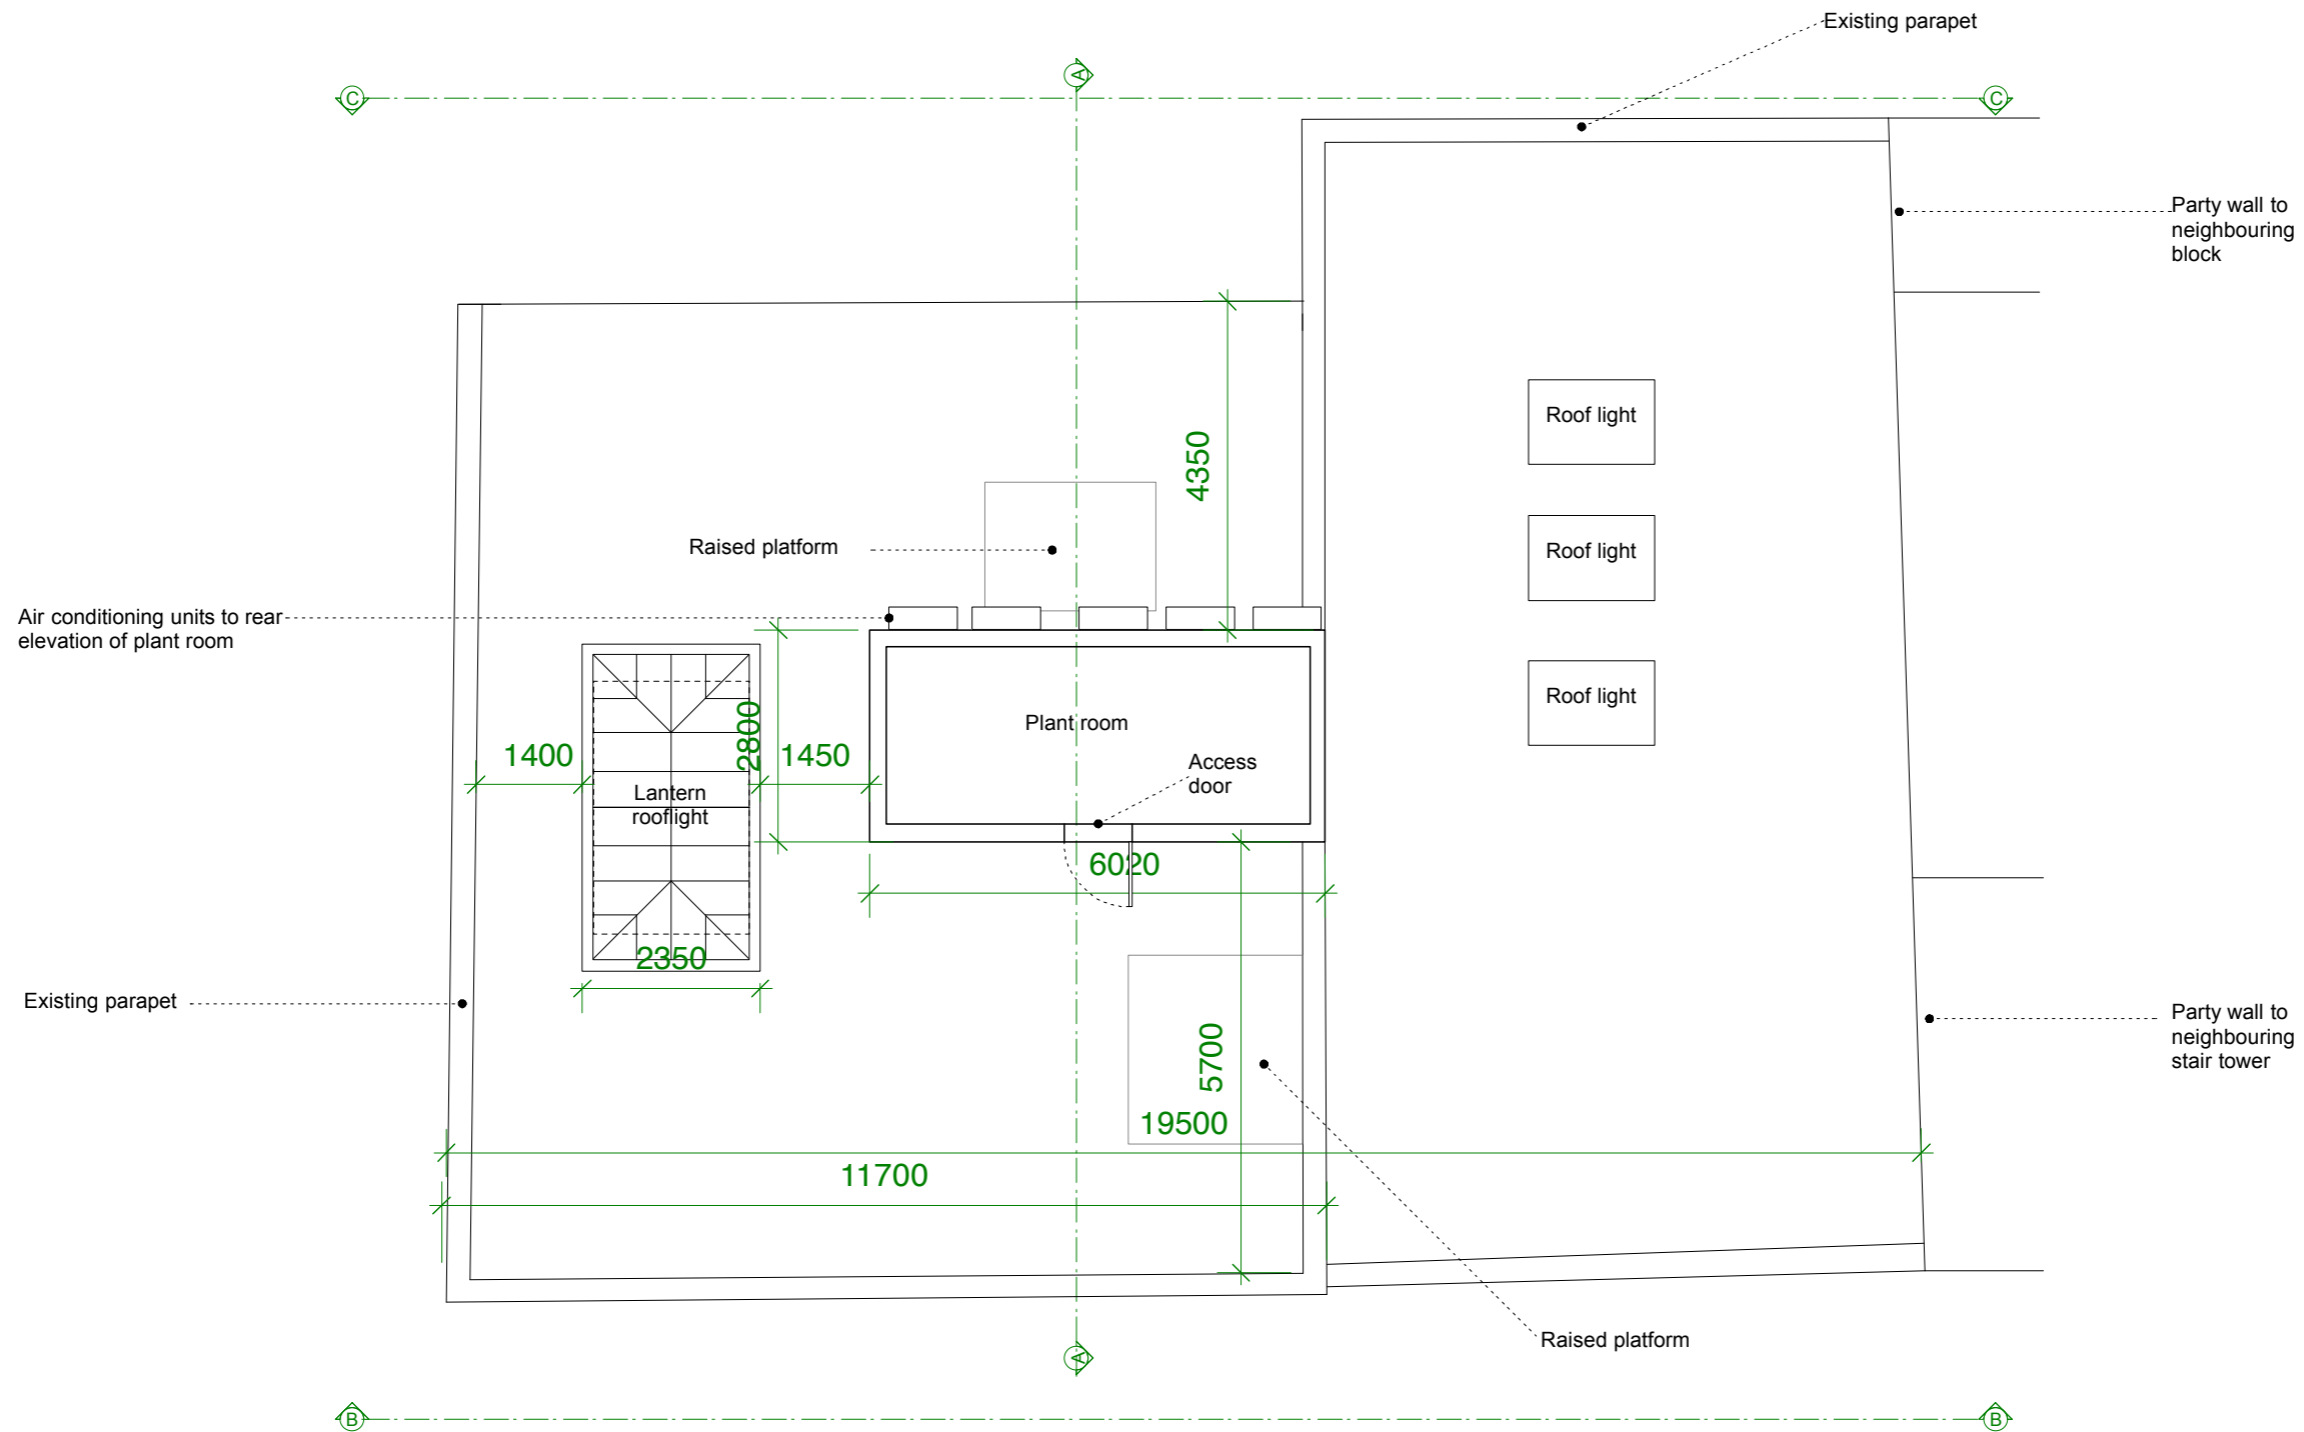 Existing parapet
A
C
C
Party wall to
neighbouring
block
Roof light
4350
Raised platform
Roof light
Air conditioning units to rear
elevation of plant room
Roof light
2800
Plant room
1400
1450
Access
door
Lantern
rooflight
6020
2350
Existing parapet
5700
Party wall to
neighbouring
stair tower
19500
11700
Raised platform
A
B
B